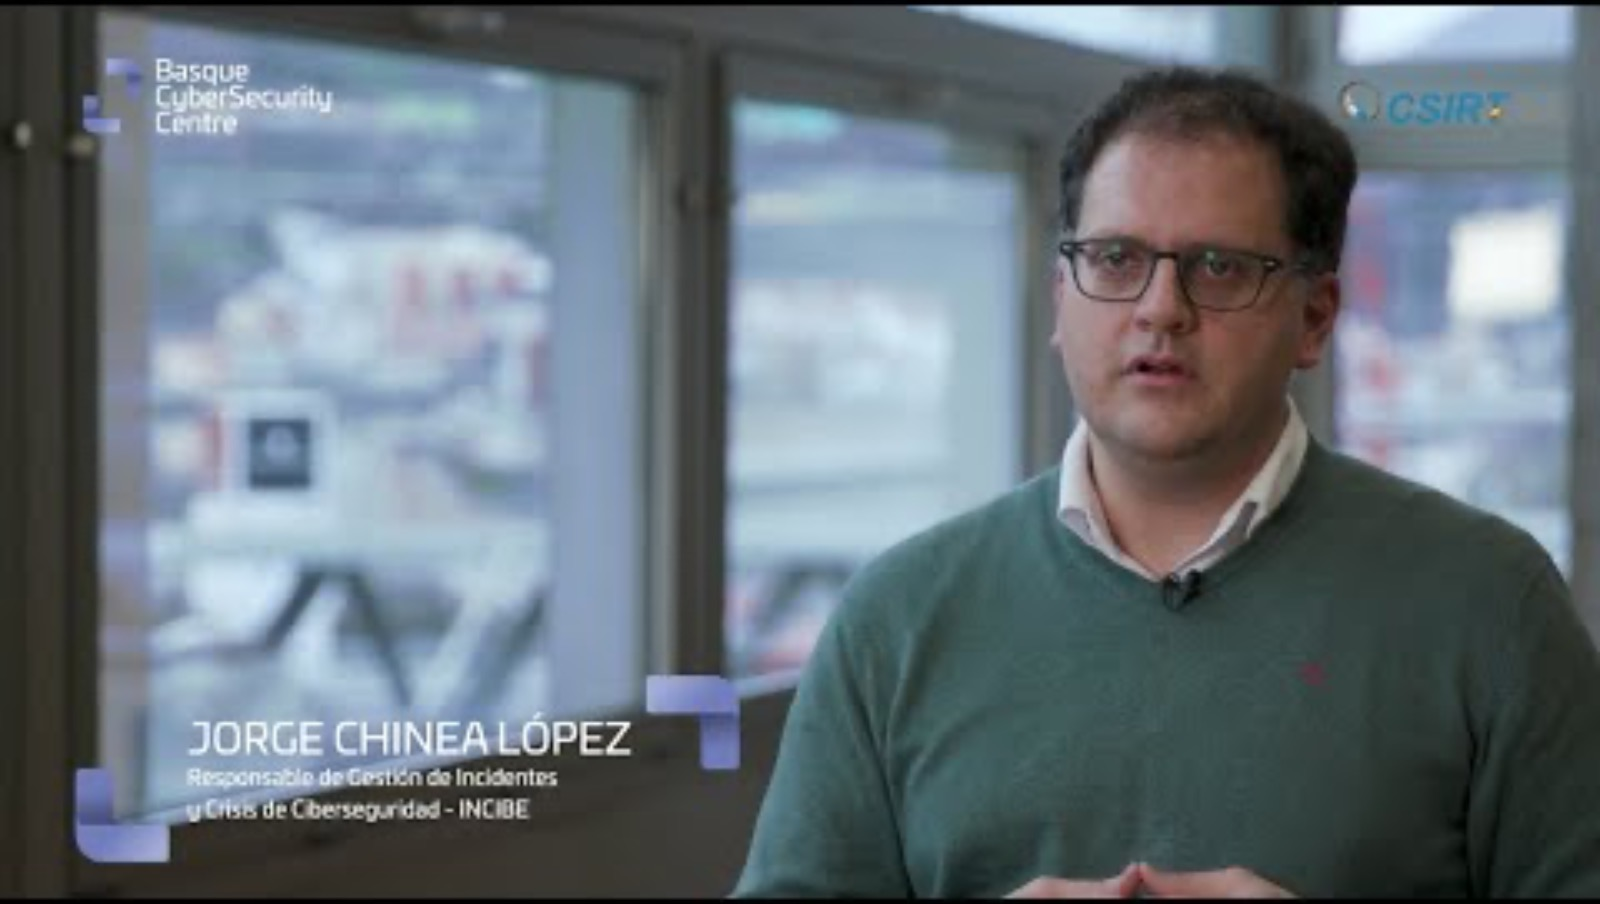 Basque
CyberSecurity
Centre
CSIRT
JORGE CHINEA LÓPEZ
Responsable de Gestión de Incidentes
y Crisis de Ciberseguridad - INCIBE